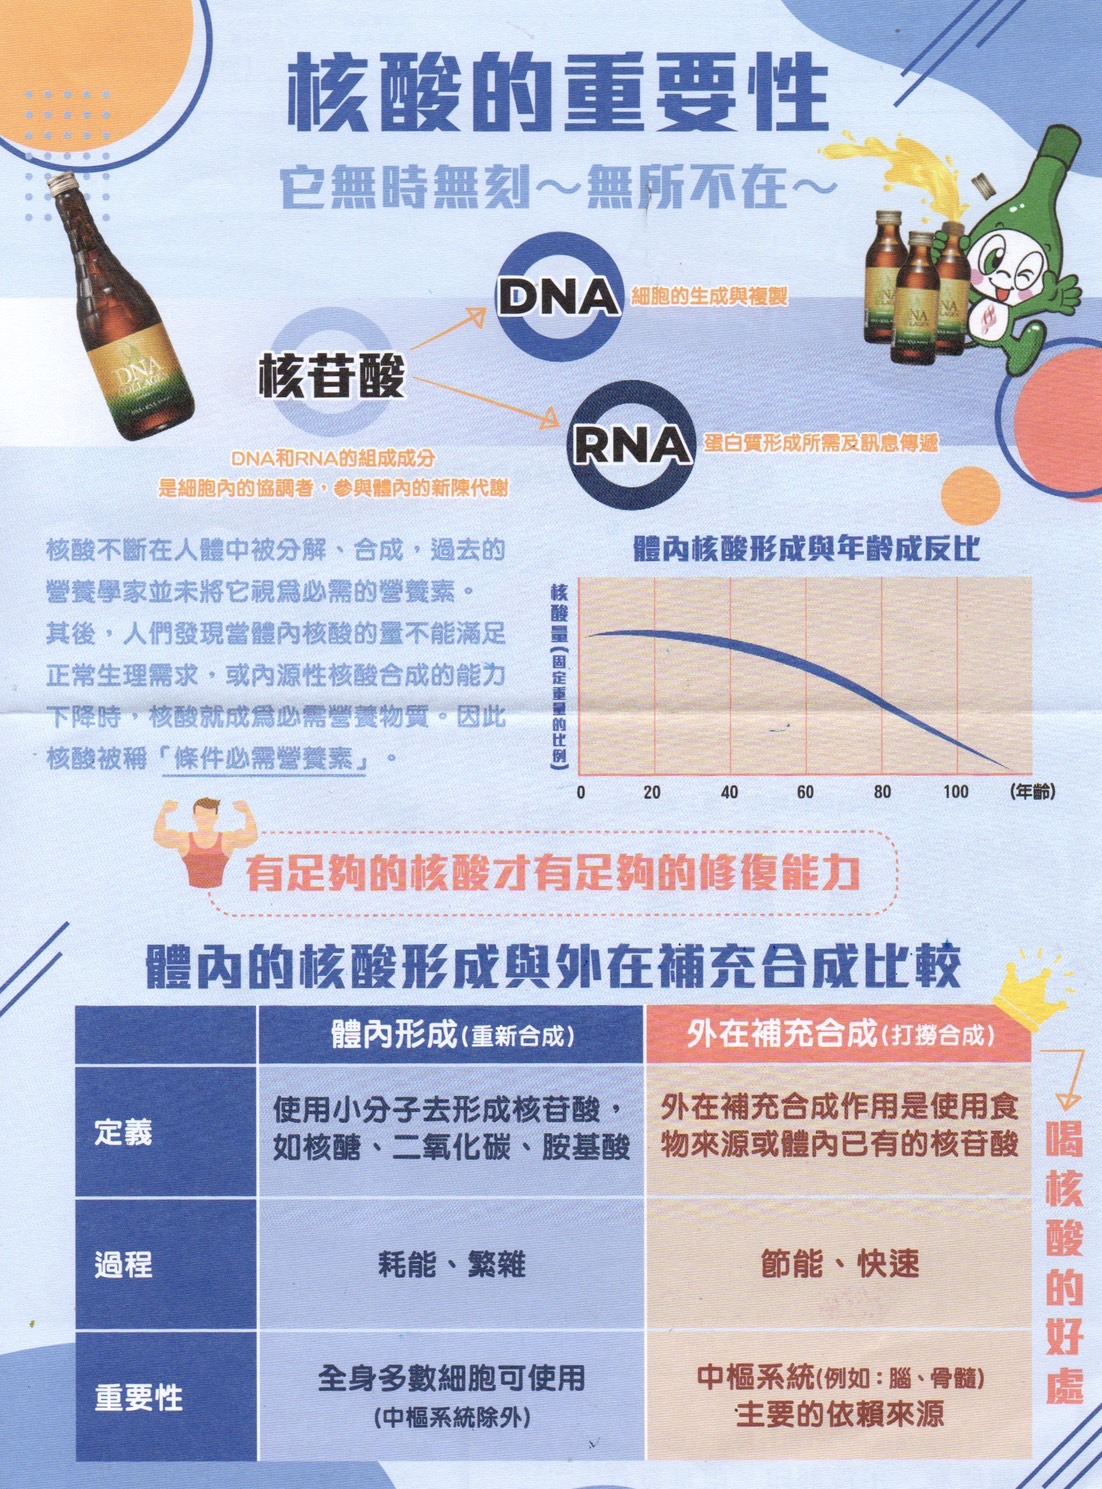 核酸的重要性
它無時無刻～無所不在～
DNA
細胞的生成與複製
核苷酸
RNA
蛋白質形成所需及訊息傳遞
DNA和RNA的組成成分
是細胞內的協調者，參與體內的新陳代謝
DNA
COLLAGEN
核酸不斷在人體中被分解、合成，過去的
營養學家並未將它視為必需的營養素。
其後，人們發現當體內核酸的量不能滿足
正常生理需求，或內源性核酸合成的能力
下降時，核酸就成為必需營養物質。因此
核酸被稱「條件必需營養素」。
體內核酸形成與年齡成反比
核酸量(固定重量的比例)
0 20 40 60 80 100 (年齡)
有足夠的核酸才有足夠的修復能力
體內的核酸形成與外在補充合成比較
體內形成(重新合成)
外在補充合成(打撈合成)
定義
使用小分子去形成核苷酸，
如核醣、二氧化碳、胺基酸
外在補充合成作用是使用食
物來源或體內已有的核苷酸
過程
耗能、繁雜
節能、快速
重要性
全身多數細胞可使用
(中樞系統除外)
中樞系統(例如：腦、骨髓)
主要的依賴來源
喝核酸的好處